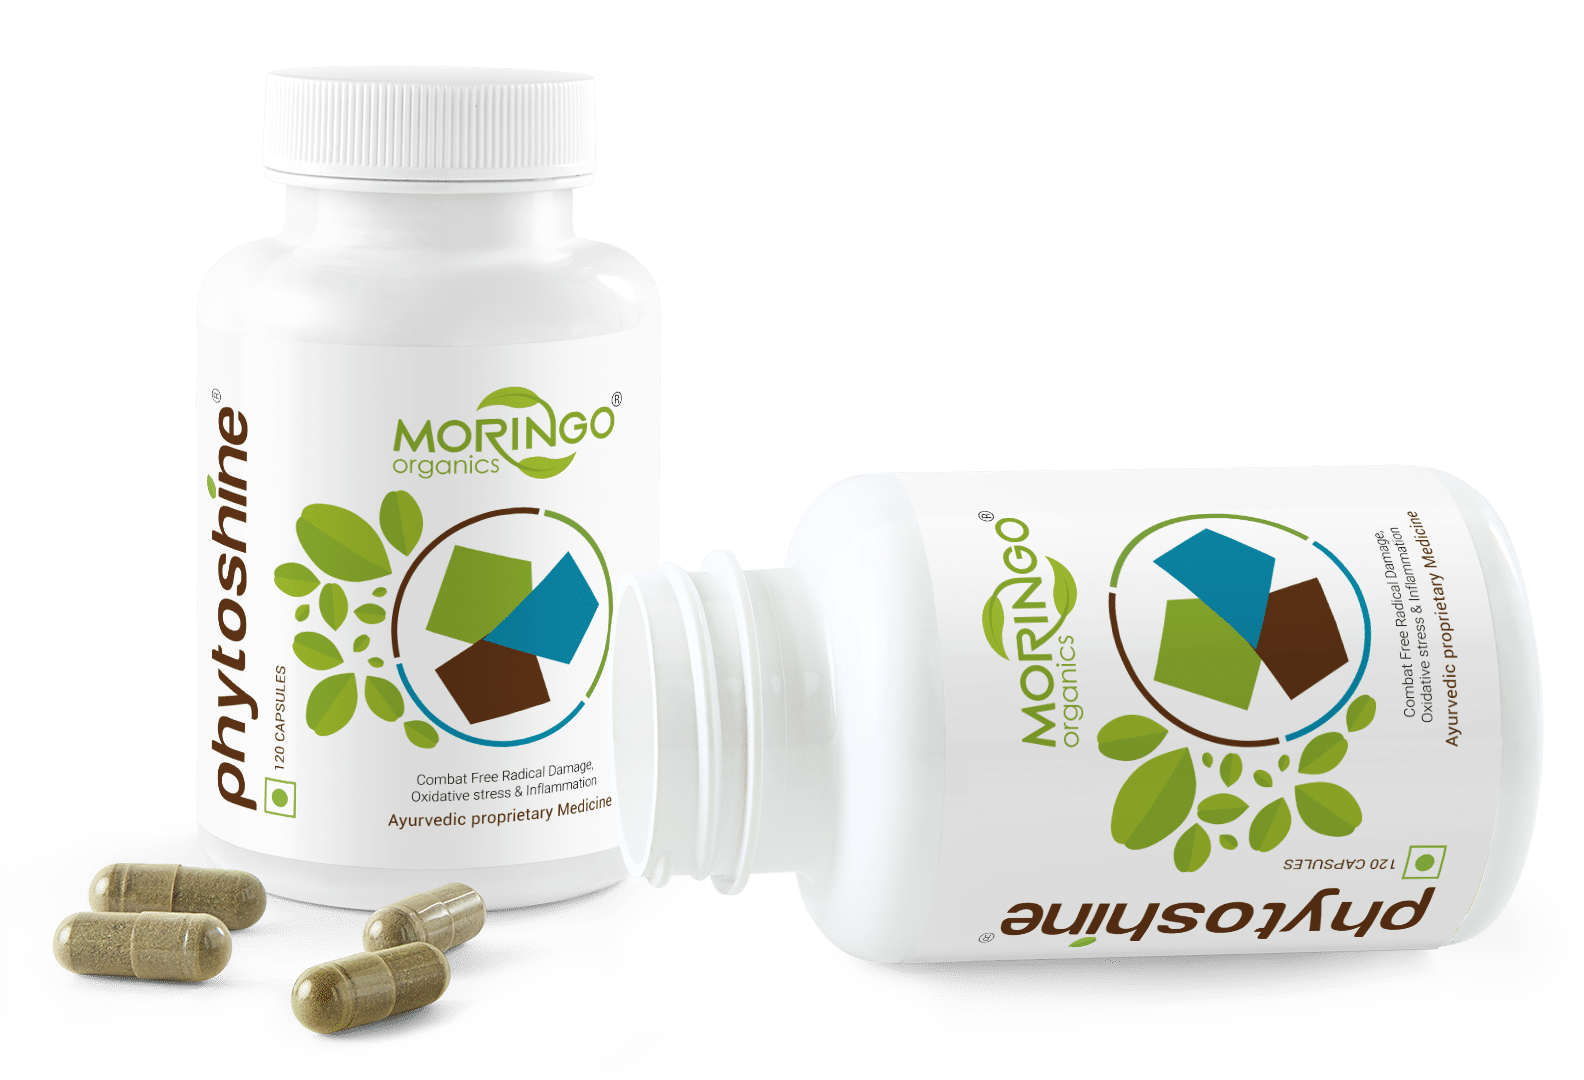 MORINGO®
organics
phytoshine®
120 CAPSULES
Combat Free Radical Damage,
Oxidative stress & Inflammation
Ayurvedic proprietary Medicine
MORINGO®
organics
Combat Free Radical Damage,
Oxidative stress & Inflammation
Ayurvedic proprietary Medicine
120 CAPSULES
phytoshine®